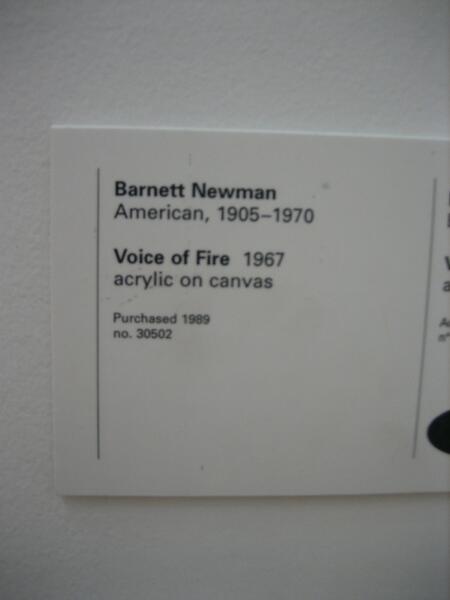 Barnett Newman
American, 1905–1970
Voice of Fire 1967
acrylic on canvas
Purchased 1989
no. 30502